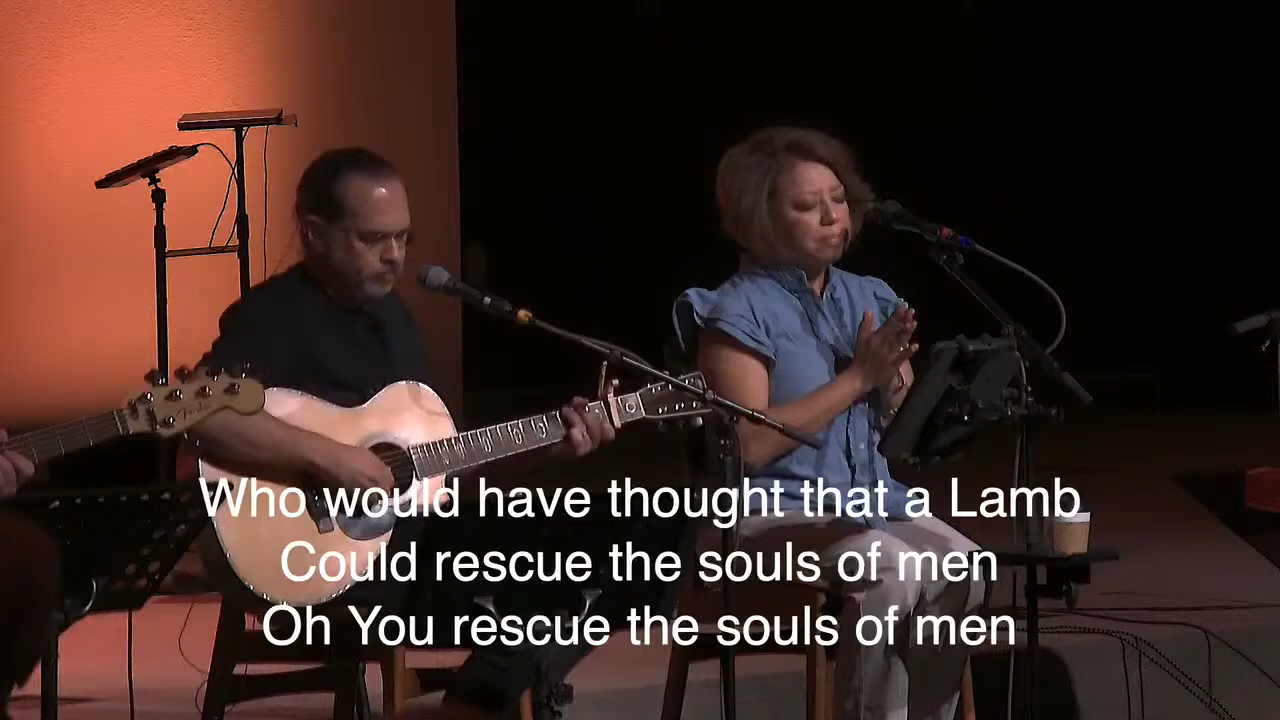 Fender
Who would have thought that a Lamb
Could rescue the souls of men
Oh You rescue the souls of men